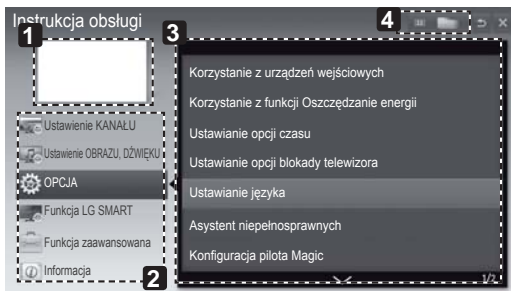 Instrukcja obsługi
4
1
3
Korzystanie z urządzeń wejściowych
Korzystanie z funkcji Oszczędzanie energii
Ustawianie opcji czasu
Ustawianie opcji blokady telewizora
Ustawianie języka
Asystent niepełnosprawnych
Konfiguracja pilota Magic
1/2
Ustawienie KANAŁU
Ustawienie OBRAZU, DŹWIĘKU
OPCJA
Funkcja LG SMART
Funkcja zaawansowana
Informacja
2